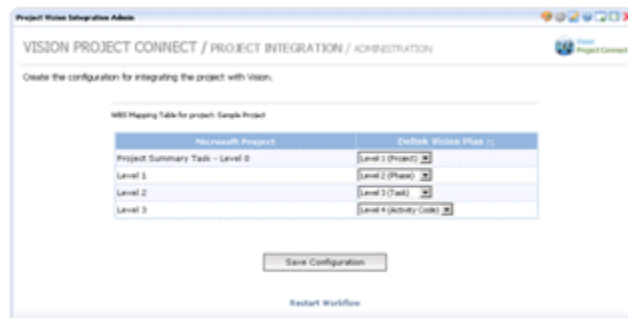 Project Vision Integration Admin
VISION PROJECT CONNECT / PROJECT INTEGRATION / ADMINISTRATION
Vision
Project Connect
Create the configuration for integrating the project with Vision.
WBS Mapping Table for project: Sample Project
Microsoft Project Deltek Vision Plan
Project Summary Task - Level 0 Level 1 (Project)
Level 1 Level 2 (Phase)
Level 2 Level 3 (Task)
Level 3 Level 4 (Activity Code)
Save Configuration
Restart Workflow